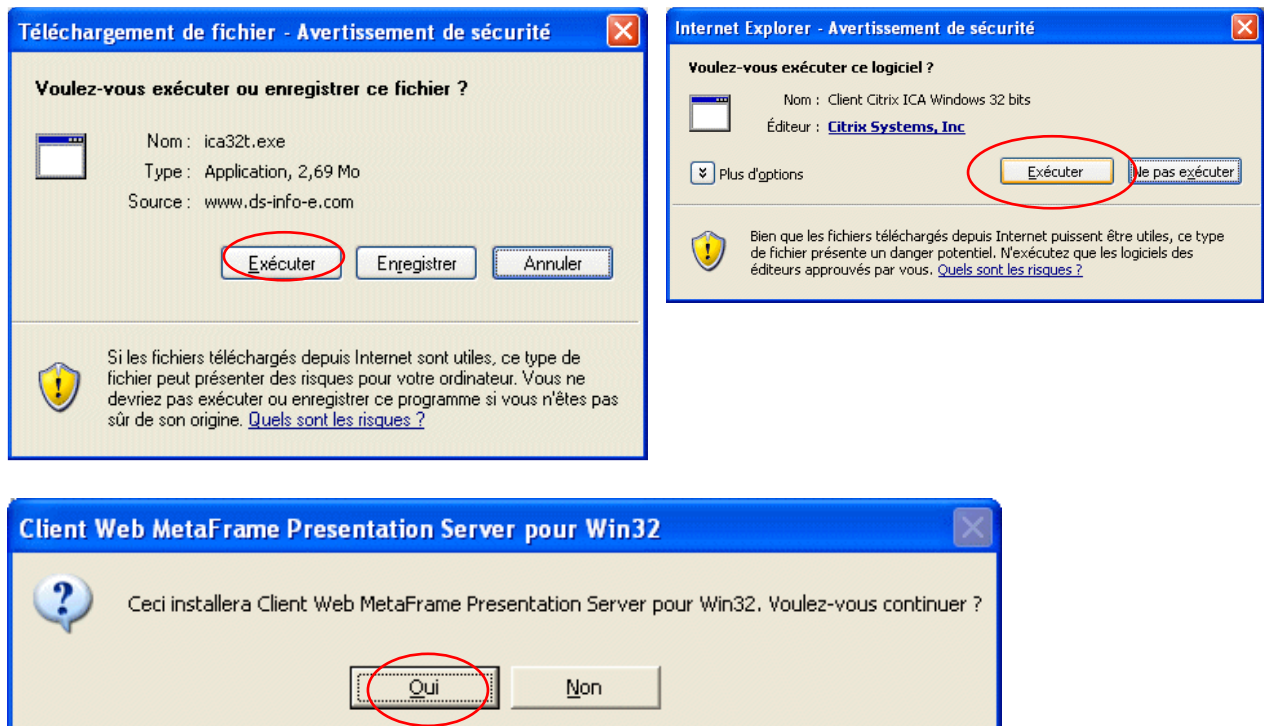 Téléchargement de fichier - Avertissement de sécurité
Voulez-vous exécuter ou enregistrer ce fichier ?
Nom : ica32t.exe
Type : Application, 2,69 Mo
Source : www.ds-info-e.com
Exécuter Enregistrer Annuler
Si les fichiers téléchargés depuis Internet sont utiles, ce type de
fichier peut présenter des risques pour votre ordinateur. Vous ne
devriez pas exécuter ou enregistrer ce programme si vous n'êtes pas
sûr de son origine. Quels sont les risques ?
Internet Explorer - Avertissement de sécurité
Voulez-vous exécuter ce logiciel ?
Nom : Client Citrix ICA Windows 32 bits
Éditeur : Citrix Systems, Inc
Plus d'options Exécuter Ne pas exécuter
Bien que les fichiers téléchargés depuis Internet puissent être utiles, ce type
de fichier présente un danger potentiel. N'exécutez que les logiciels des
éditeurs approuvés par vous. Quels sont les risques ?
Client Web MetaFrame Presentation Server pour Win32
Ceci installera Client Web MetaFrame Presentation Server pour Win32. Voulez-vous continuer ?
Oui Non